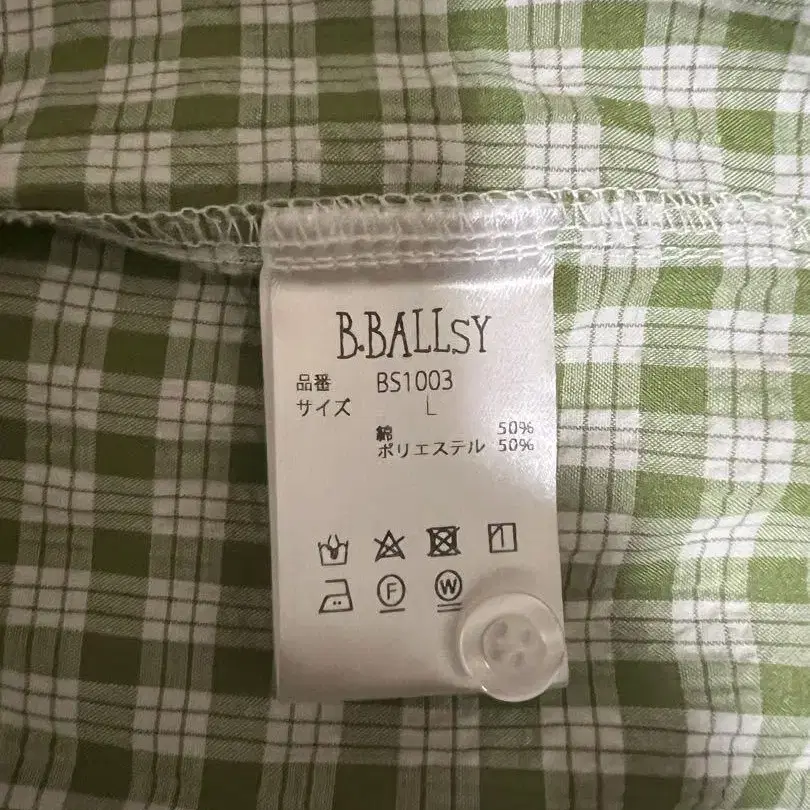 B.BALLSY
品番 BS1003
サイズ L
綿 50%
ポリエステル 50%
F W